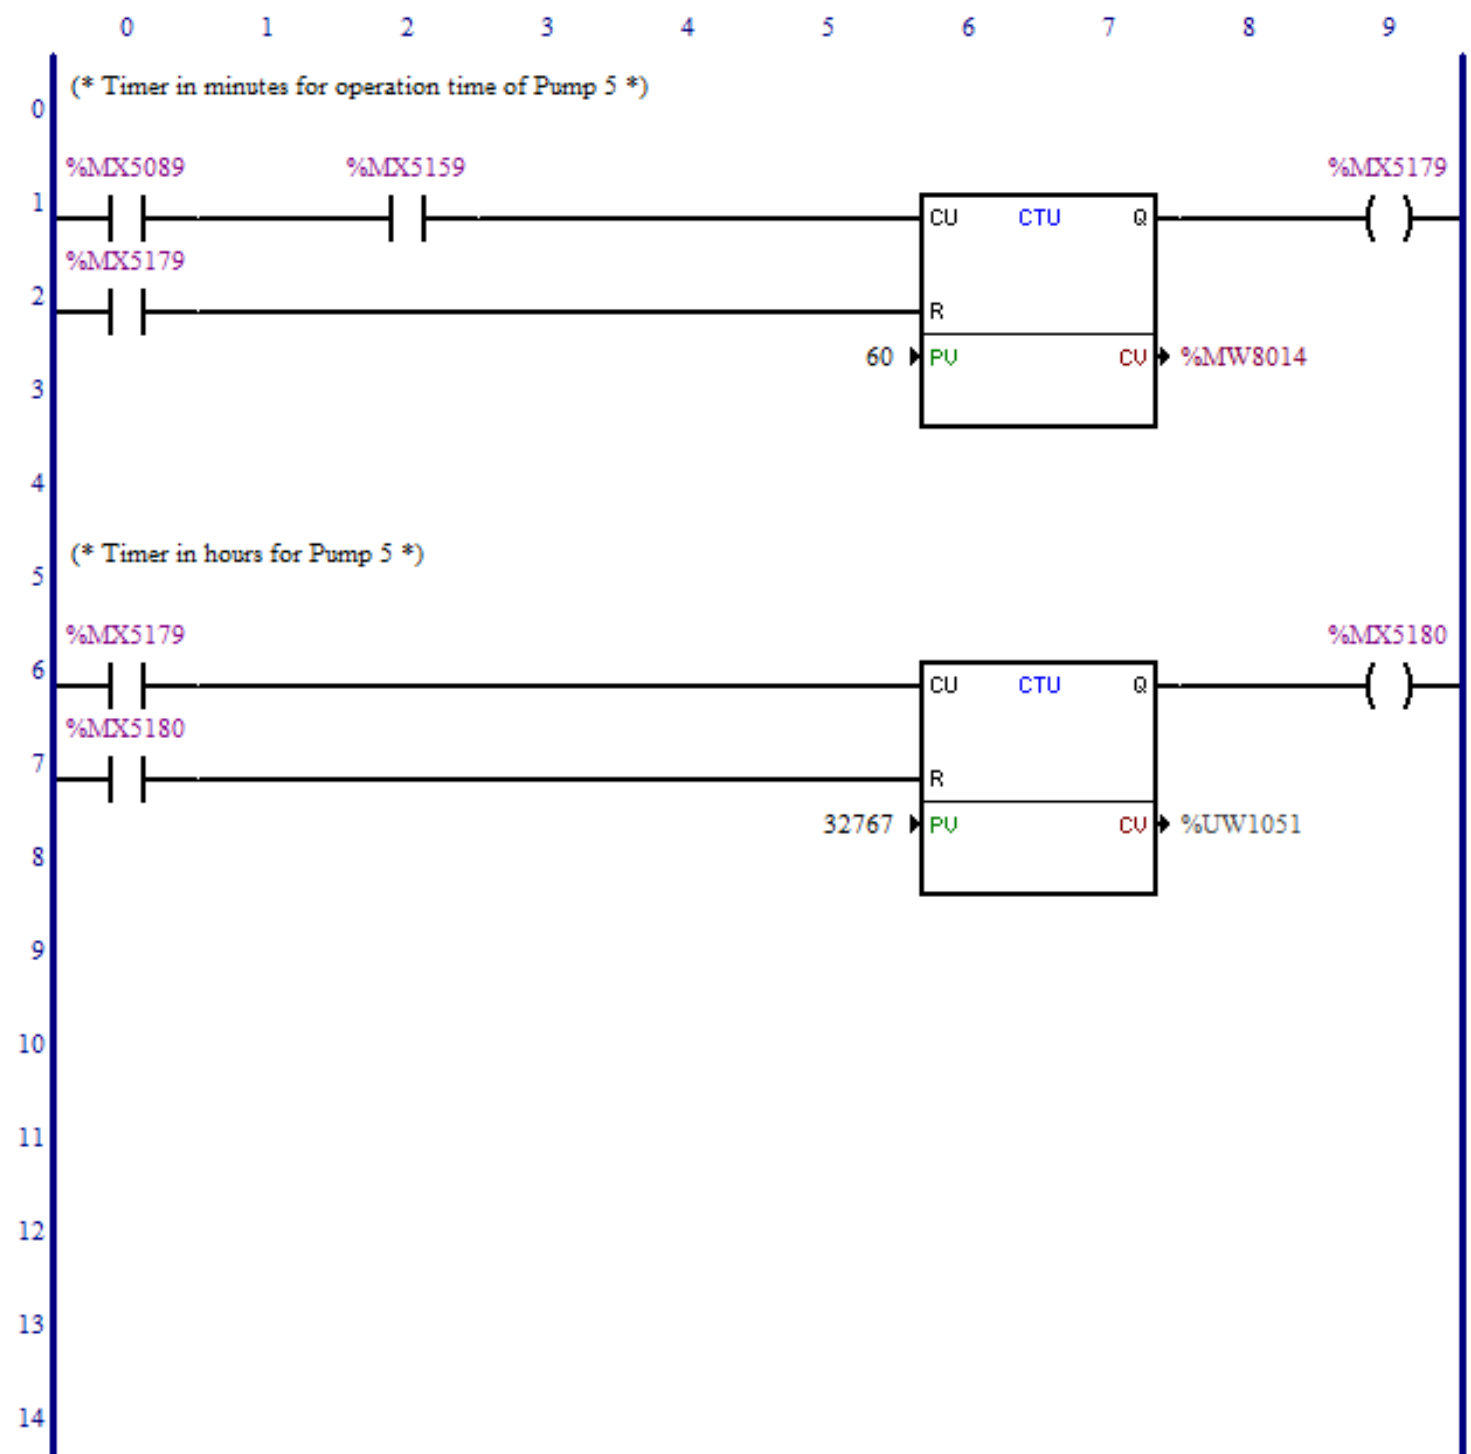 0 1 2 3 4 5 6 7 8 9
0 (* Timer in minutes for operation time of Pump 5 *)
%MX5089 %MX5159 %MX5179
1 CU CTU Q
%MX5179
2 R
60 PV CV %MW8014
3
4
(* Timer in hours for Pump 5 *)
5
%MX5179 %MX5180
6 CU CTU Q
%MX5180
7 R
32767 PV CV %UW1051
8
9
10
11
12
13
14